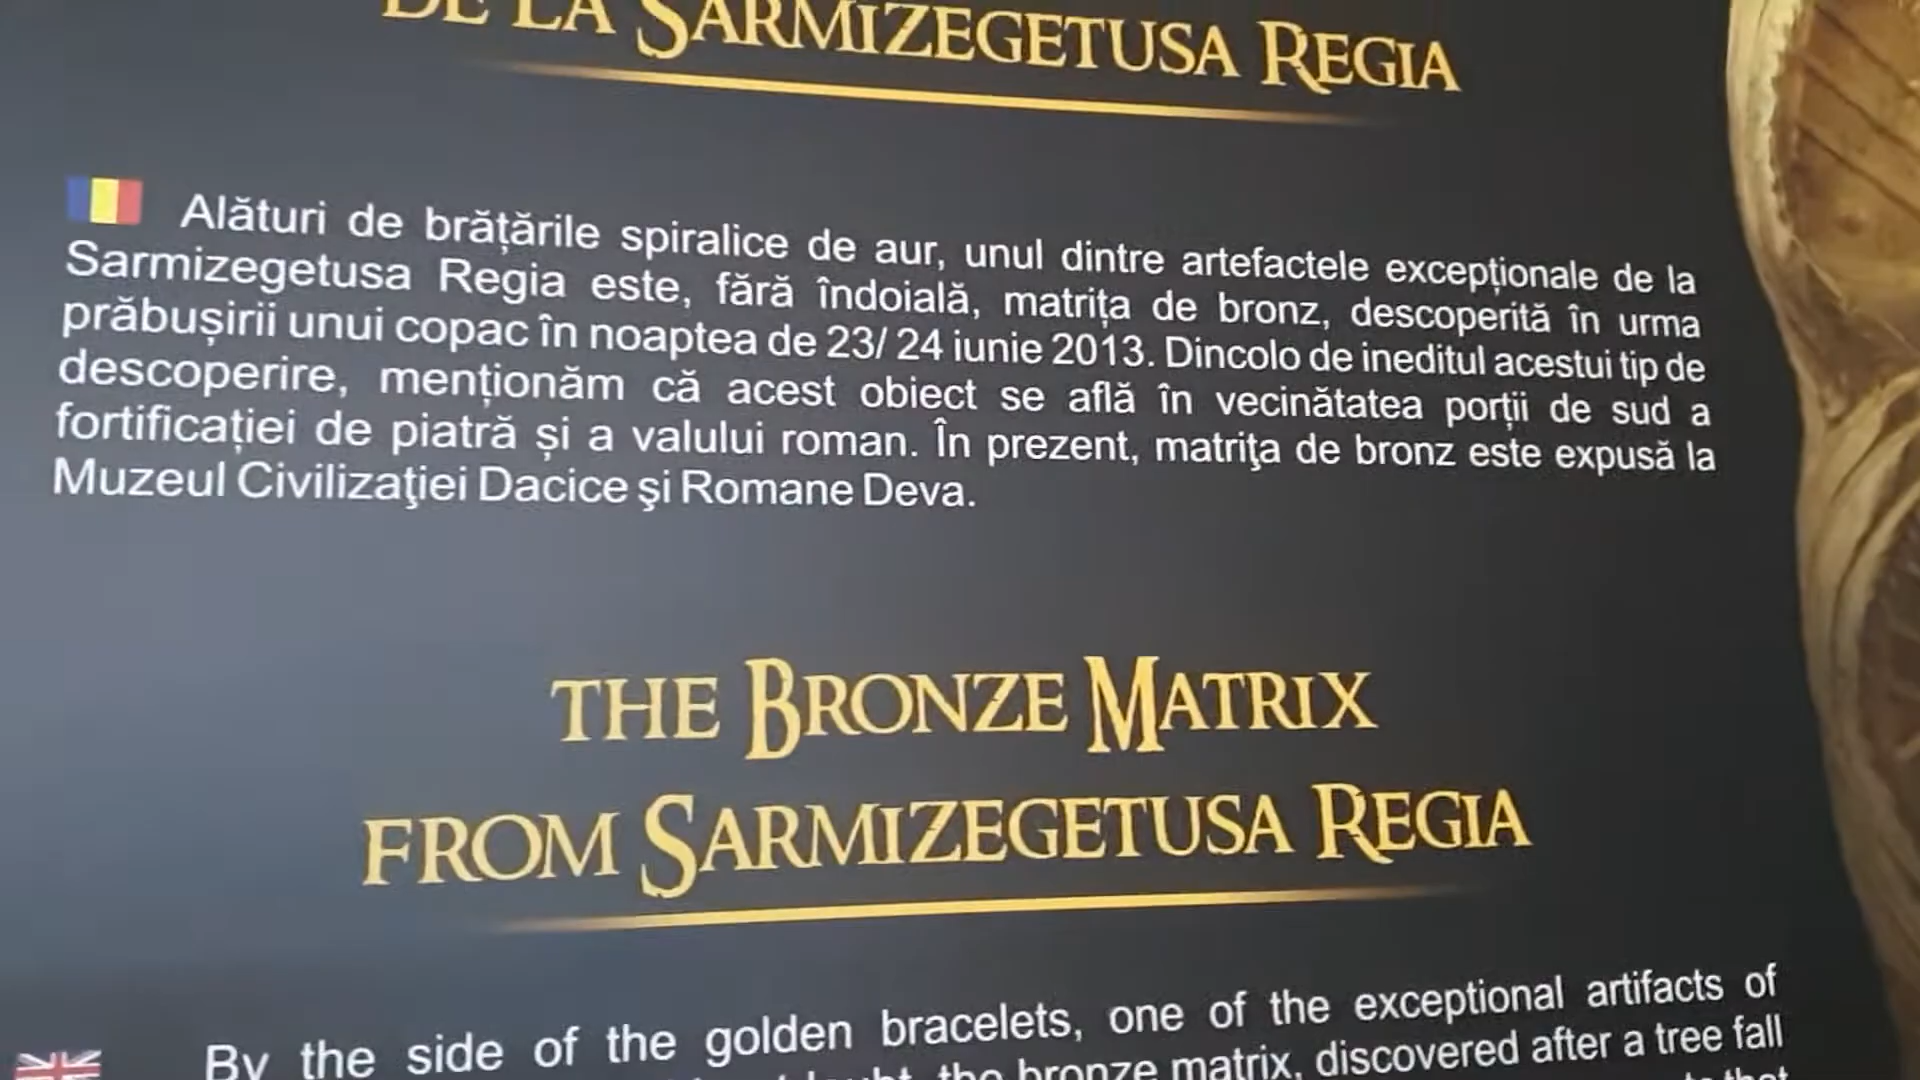 DE LA SARMIZEGETUSA REGIA
Alături de brățările spiralice de aur, unul dintre artefactele excepționale de la
Sarmizegetusa Regia este, fără îndoială, matrița de bronz, descoperită în urma
prăbușirii unui copac în noaptea de 23/ 24 iunie 2013. Dincolo de ineditul acestui tip de
descoperire, menționăm că acest obiect se află în vecinătatea porții de sud a
fortificației de piatră și a valului roman. În prezent, matriţa de bronz este expusă la
Muzeul Civilizaţiei Dacice şi Romane Deva.
THE BRONZE MATRIX
FROM SARMIZEGETUSA REGIA
By the side of the golden bracelets, one of the exceptional artifacts of
the bronze matrix, discovered after a tree fall
that